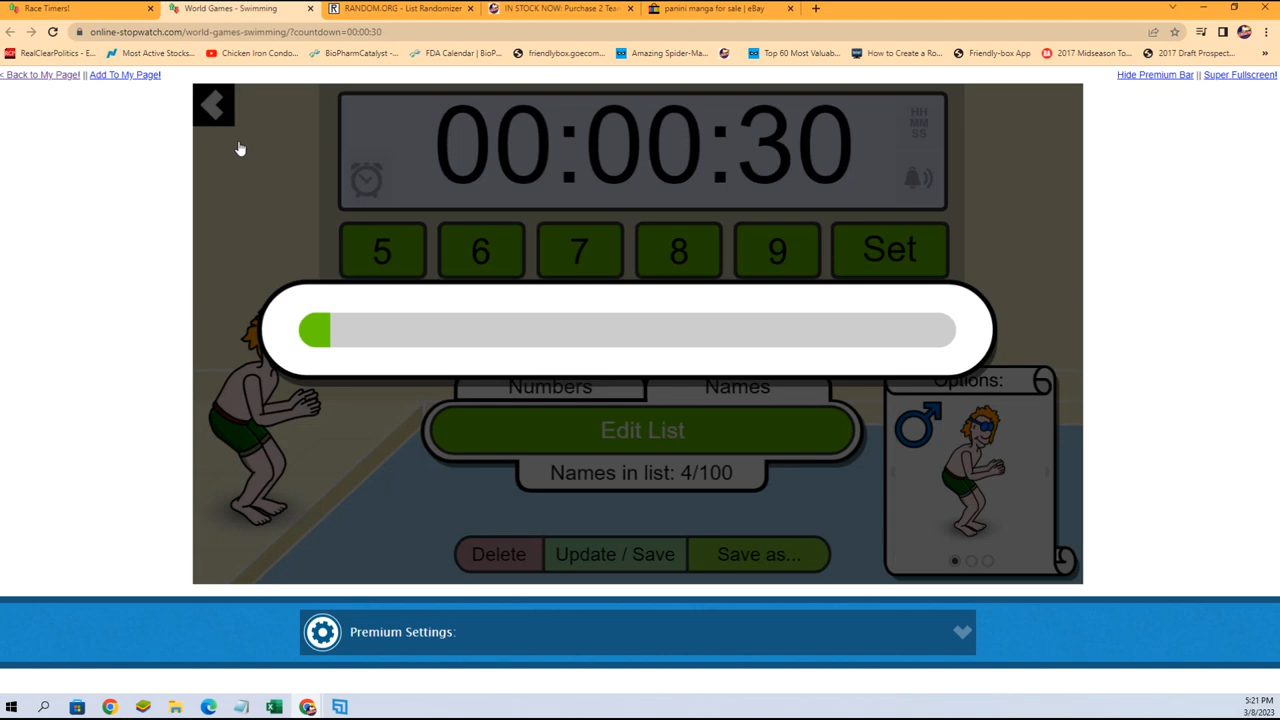 Race Timers!
World Games - Swimming
RANDOM.ORG - List Randomizer
IN STOCK NOW: Purchase 2 Tea
panini manga for sale | eBay
online-stopwatch.com/world-games-swimming/?countdown=00:00:30
RealClearPolitics - E...
Most Active Stocks...
Chicken Iron Condo...
BioPharmCatalyst -...
FDA Calendar | BioP...
friendlybox.goecom...
Amazing Spider-Ma...
Top 60 Most Valuab...
How to Create a Ro...
Friendly-box App
2017 Midseason To...
2017 Draft Prospect...
»
< Back to My Page! || Add To My Page!
Hide Premium Bar || Super Fullscreen!
00:00:30
HH
MM
SS
5
6
7
8
9
Set
Numbers
Names
Options:
Edit List
Names in list: 4/100
Delete
Update / Save
Save as...
Premium Settings:
5:21 PM
3/8/2023